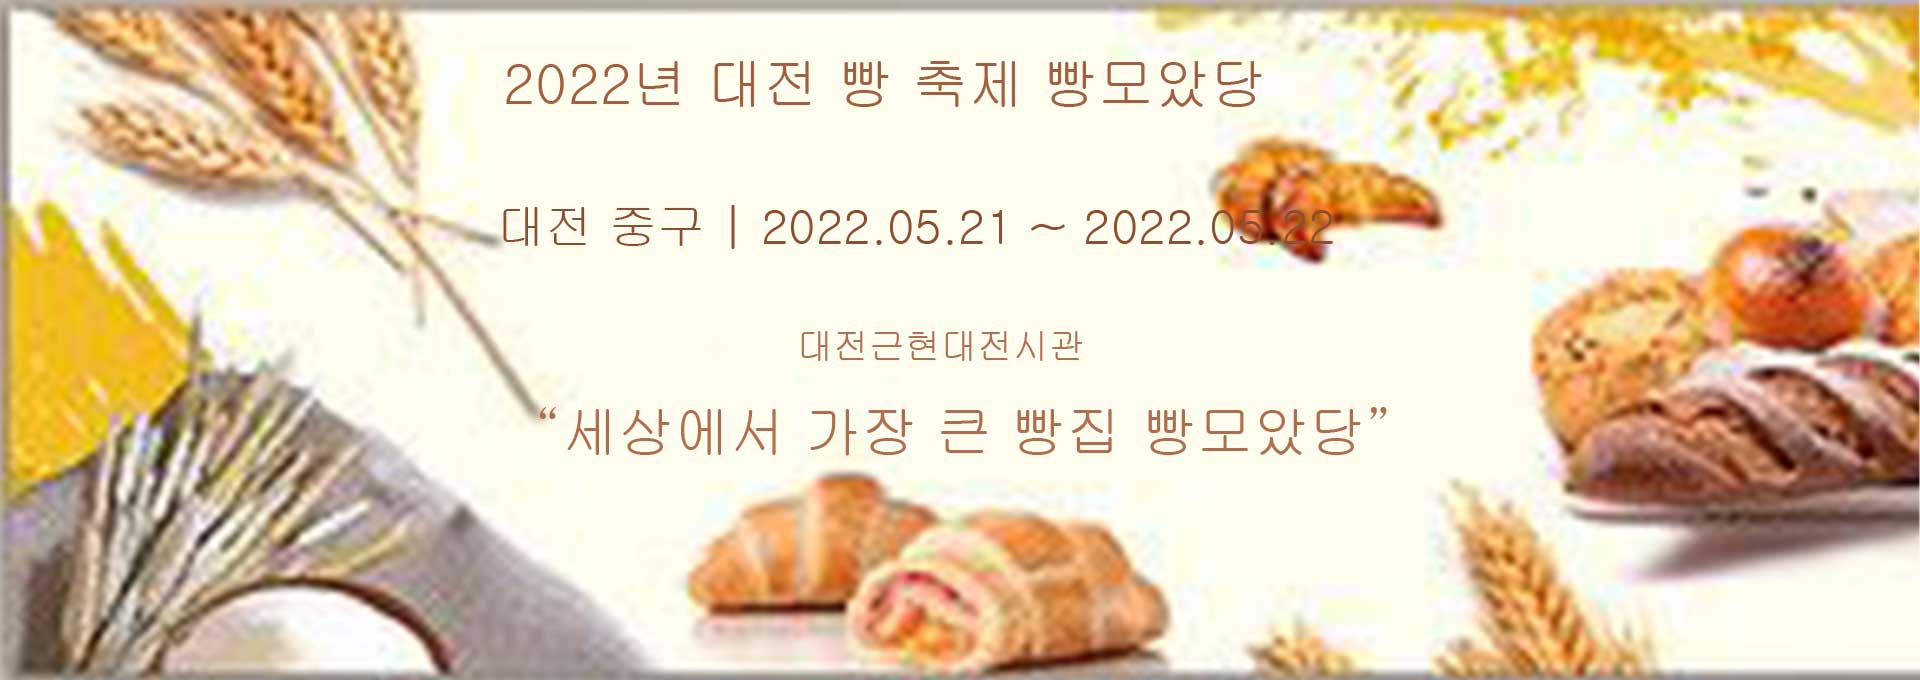 2022년 대전 빵 축제 빵모았당
대전 중구 | 2022.05.21 ~ 2022.05.22
대전근현대전시관
“세상에서 가장 큰 빵집 빵모았당”